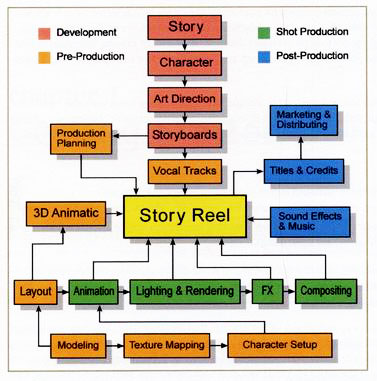 Development
Pre-Production
Story
Shot Production
Post-Production
Character
Art Direction
Marketing &
Distributing
Production
Planning
Storyboards
Vocal Tracks
Titles & Credits
3D Animatic
Story Reel
Sound Effects
& Music
Layout
Animation
Lighting & Rendering
FX
Compositing
Modeling
Texture Mapping
Character Setup